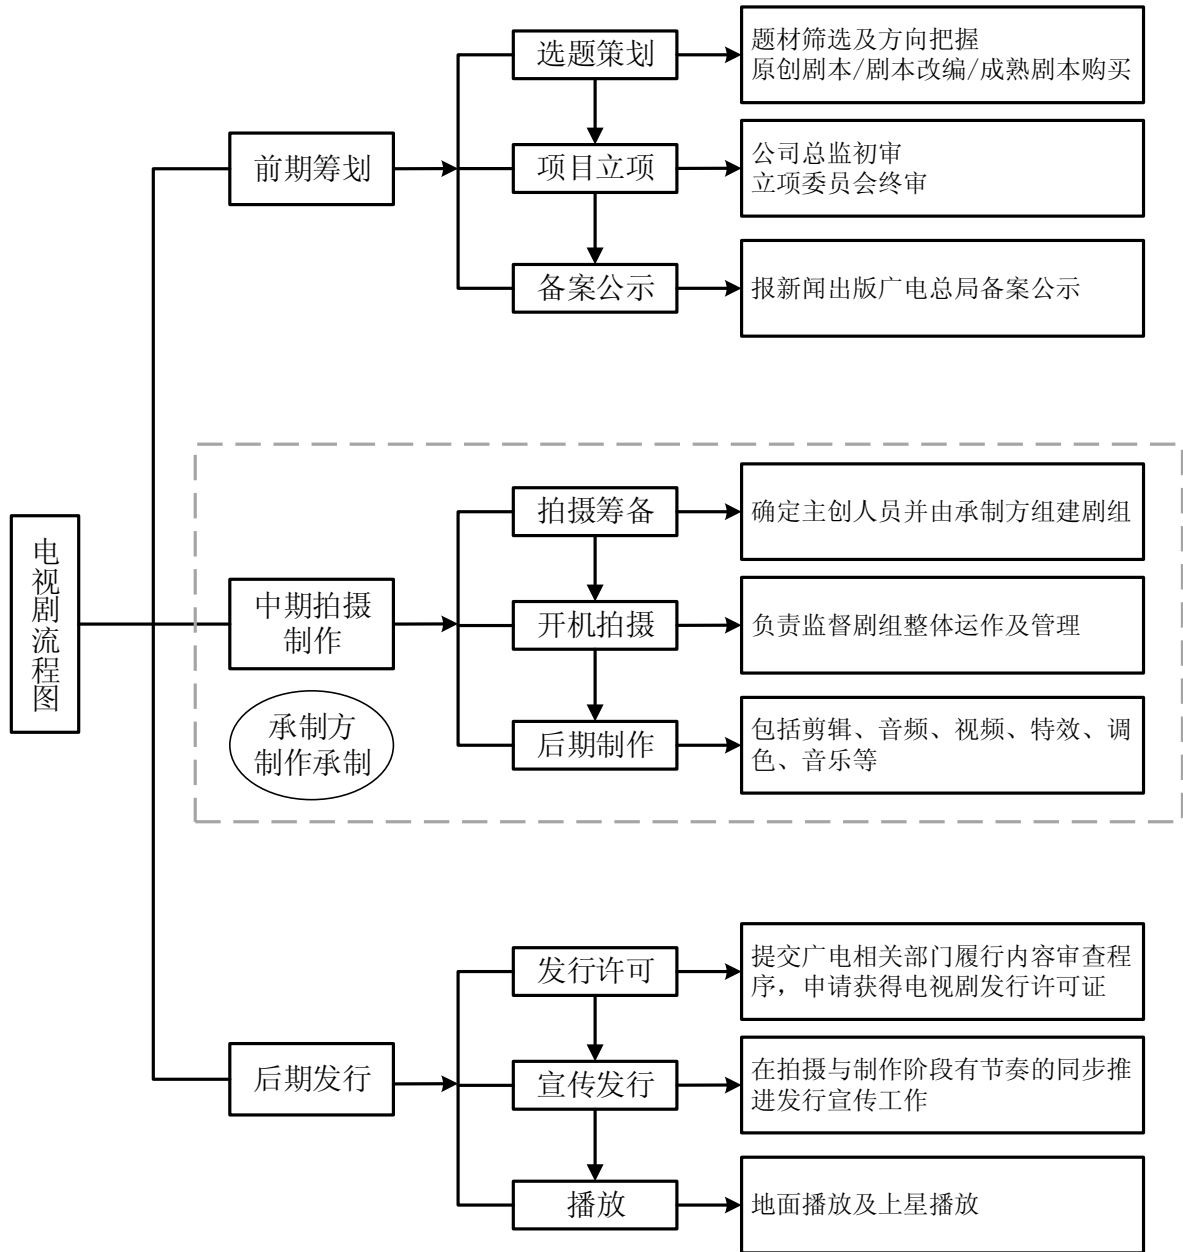 电视剧流程图
前期筹划
选题策划
题材筛选及方向把握
原创剧本/剧本改编/成熟剧本购买
项目立项
公司总监初审
立项委员会终审
备案公示
报新闻出版广电总局备案公示
中期拍摄
制作
承制方
制作承制
拍摄筹备
确定主创人员并由承制方组建剧组
开机拍摄
负责监督剧组整体运作及管理
后期制作
包括剪辑、音频、视频、特效、调
色、音乐等
后期发行
发行许可
提交广电相关部门履行内容审查程
序，申请获得电视剧发行许可证
宣传发行
在拍摄与制作阶段有节奏的同步推
进发行宣传工作
播放
地面播放及上星播放